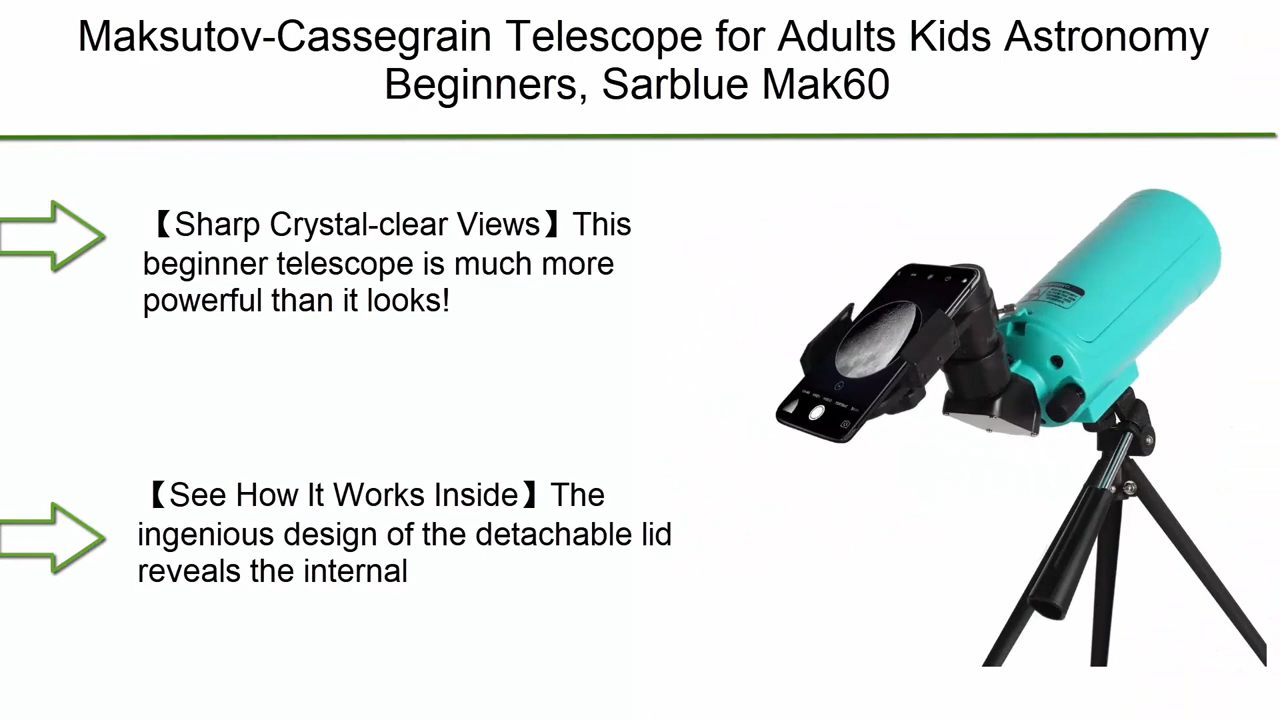 Maksutov-Cassegrain Telescope for Adults Kids Astronomy
Beginners, Sarblue Mak60
【Sharp Crystal-clear Views】This
beginner telescope is much more
powerful than it looks!
【See How It Works Inside】The
ingenious design of the detachable lid
reveals the internal